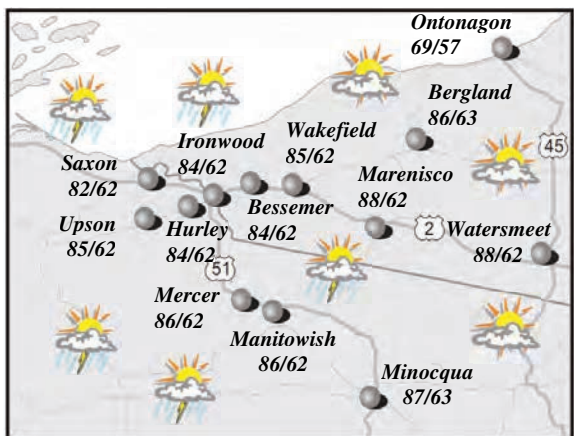 Ontonagon
69/57
Bergland
86/63
45
Ironwood
84/62
Wakefield
85/62
Saxon
82/62
Marenisco
88/62
Upson
85/62
Hurley
84/62
Bessemer
84/62
2
Watersmeet
88/62
51
Mercer
86/62
Manitowish
86/62
Minocqua
87/63